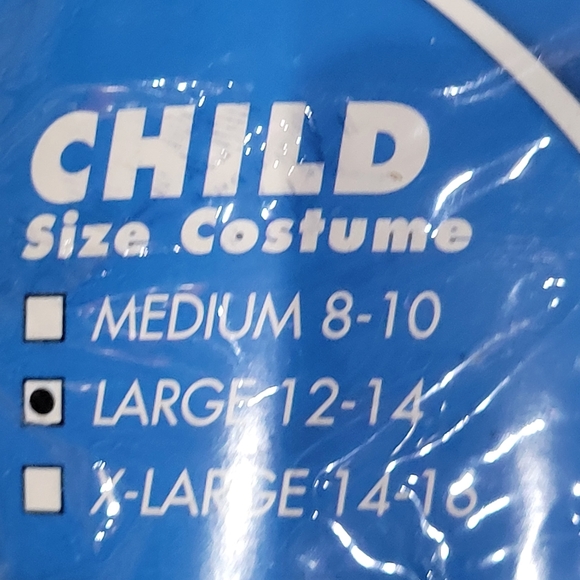 CHILD
Size Costume
MEDIUM 8-10
LARGE 12-14
X-LARGE 14-16